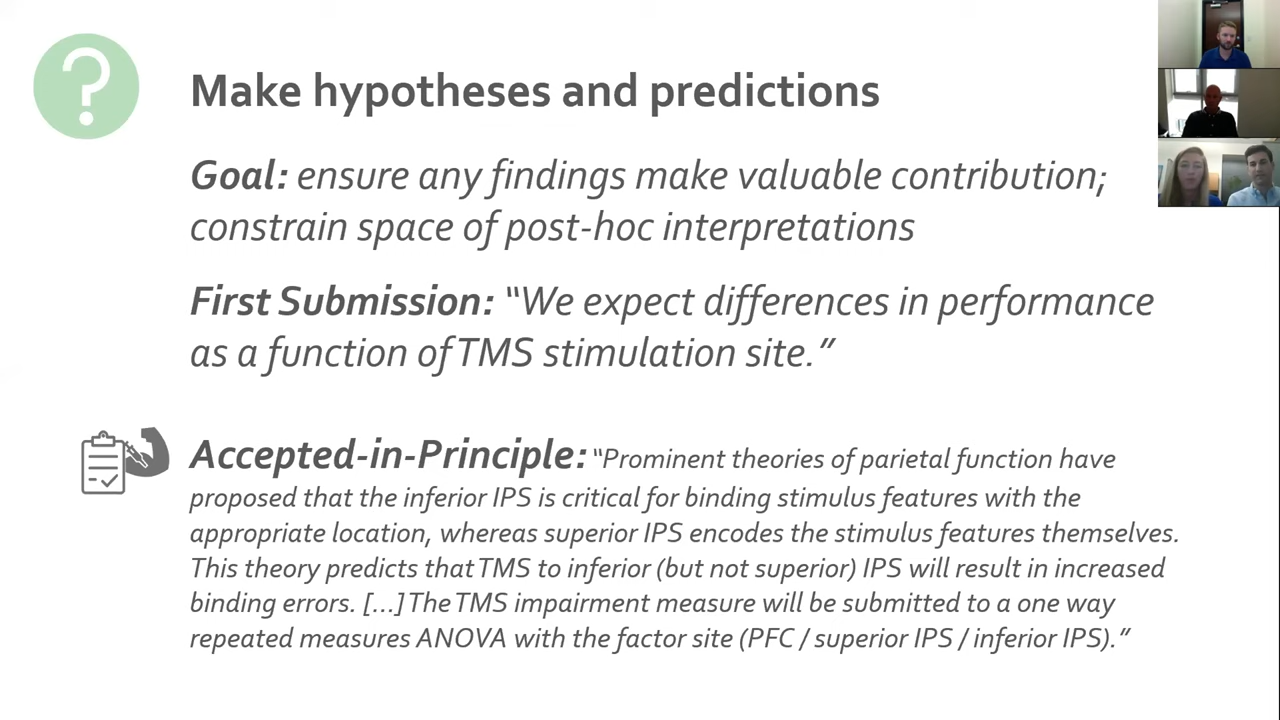 ?
Make hypotheses and predictions
Goal: ensure any findings make valuable contribution;
constrain space of post-hoc interpretations
First Submission: “We expect differences in performance
as a function of TMS stimulation site.”
Accepted-in-Principle: “Prominent theories of parietal function have
proposed that the inferior IPS is critical for binding stimulus features with the
appropriate location, whereas superior IPS encodes the stimulus features themselves.
This theory predicts that TMS to inferior (but not superior) IPS will result in increased
binding errors. [...] The TMS impairment measure will be submitted to a one way
repeated measures ANOVA with the factor site (PFC / superior IPS / inferior IPS).”